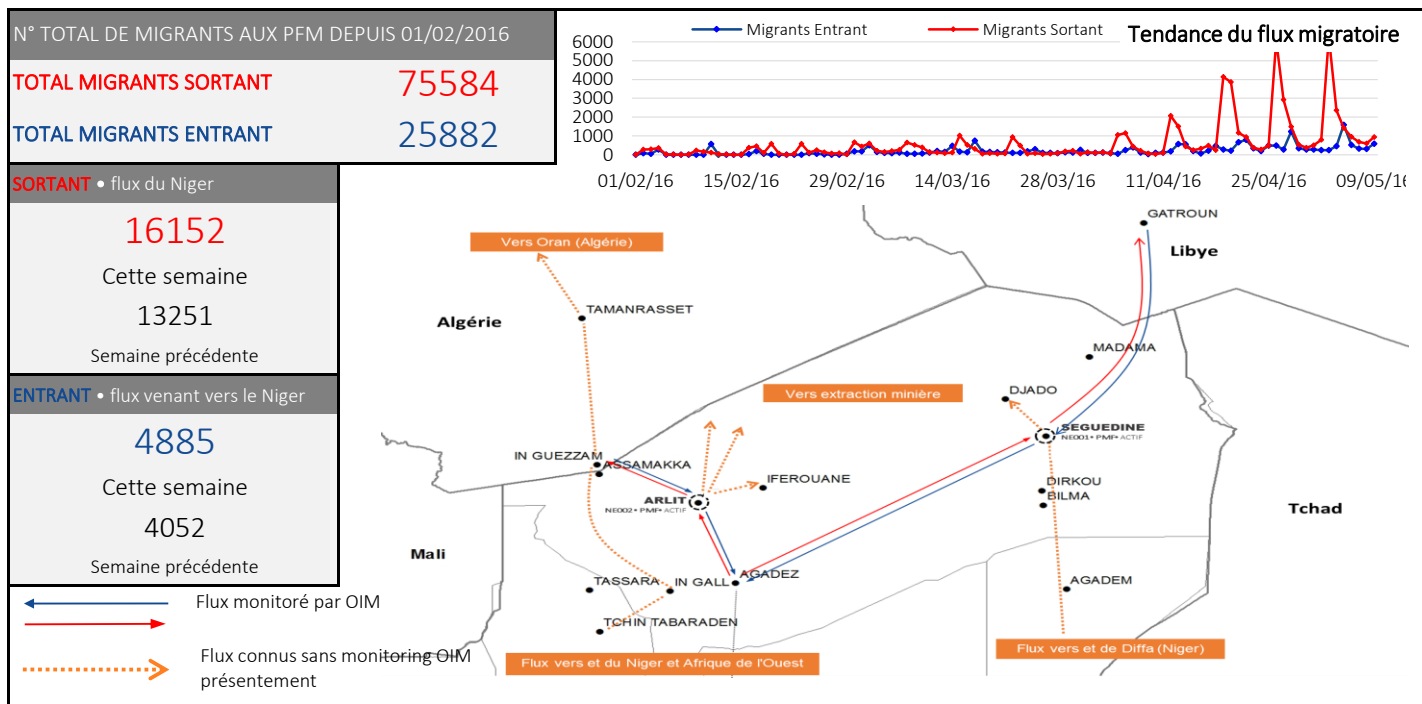 N° TOTAL DE MIGRANTS AUX PFM DEPUIS 01/02/2016
TOTAL MIGRANTS SORTANT 75584
TOTAL MIGRANTS ENTRANT 25882
SORTANT • flux du Niger
16152
Cette semaine
13251
Semaine précédente
ENTRANT • flux venant vers le Niger
4885
Cette semaine
4052
Semaine précédente
Flux monitoré par OIM
Flux connus sans monitoring OIM
présentement
Migrants Entrant
Migrants Sortant
Tendance du flux migratoire
6000
5000
4000
3000
2000
1000
0
01/02/16 15/02/16 29/02/16 14/03/16 28/03/16 11/04/16 25/04/16 09/05/16
GATROUN
Libye
Vers Oran (Algérie)
TAMANRASSET
Algérie
MADAMA
DJADO
Vers extraction minière
SEGUEDINE
NE001• PMF• ACTIF
IN GUEZZAM
ASSAMAKKA
IFEROUANE
DIRKOU
BILMA
ARLIT
NE002• PMF• ACTIF
Tchad
Mali
TASSARA
IN GALL
AGADEZ
AGADEM
TCHIN TABARADEN
Flux vers et du Niger et Afrique de l'Ouest
Flux vers et de Diffa (Niger)